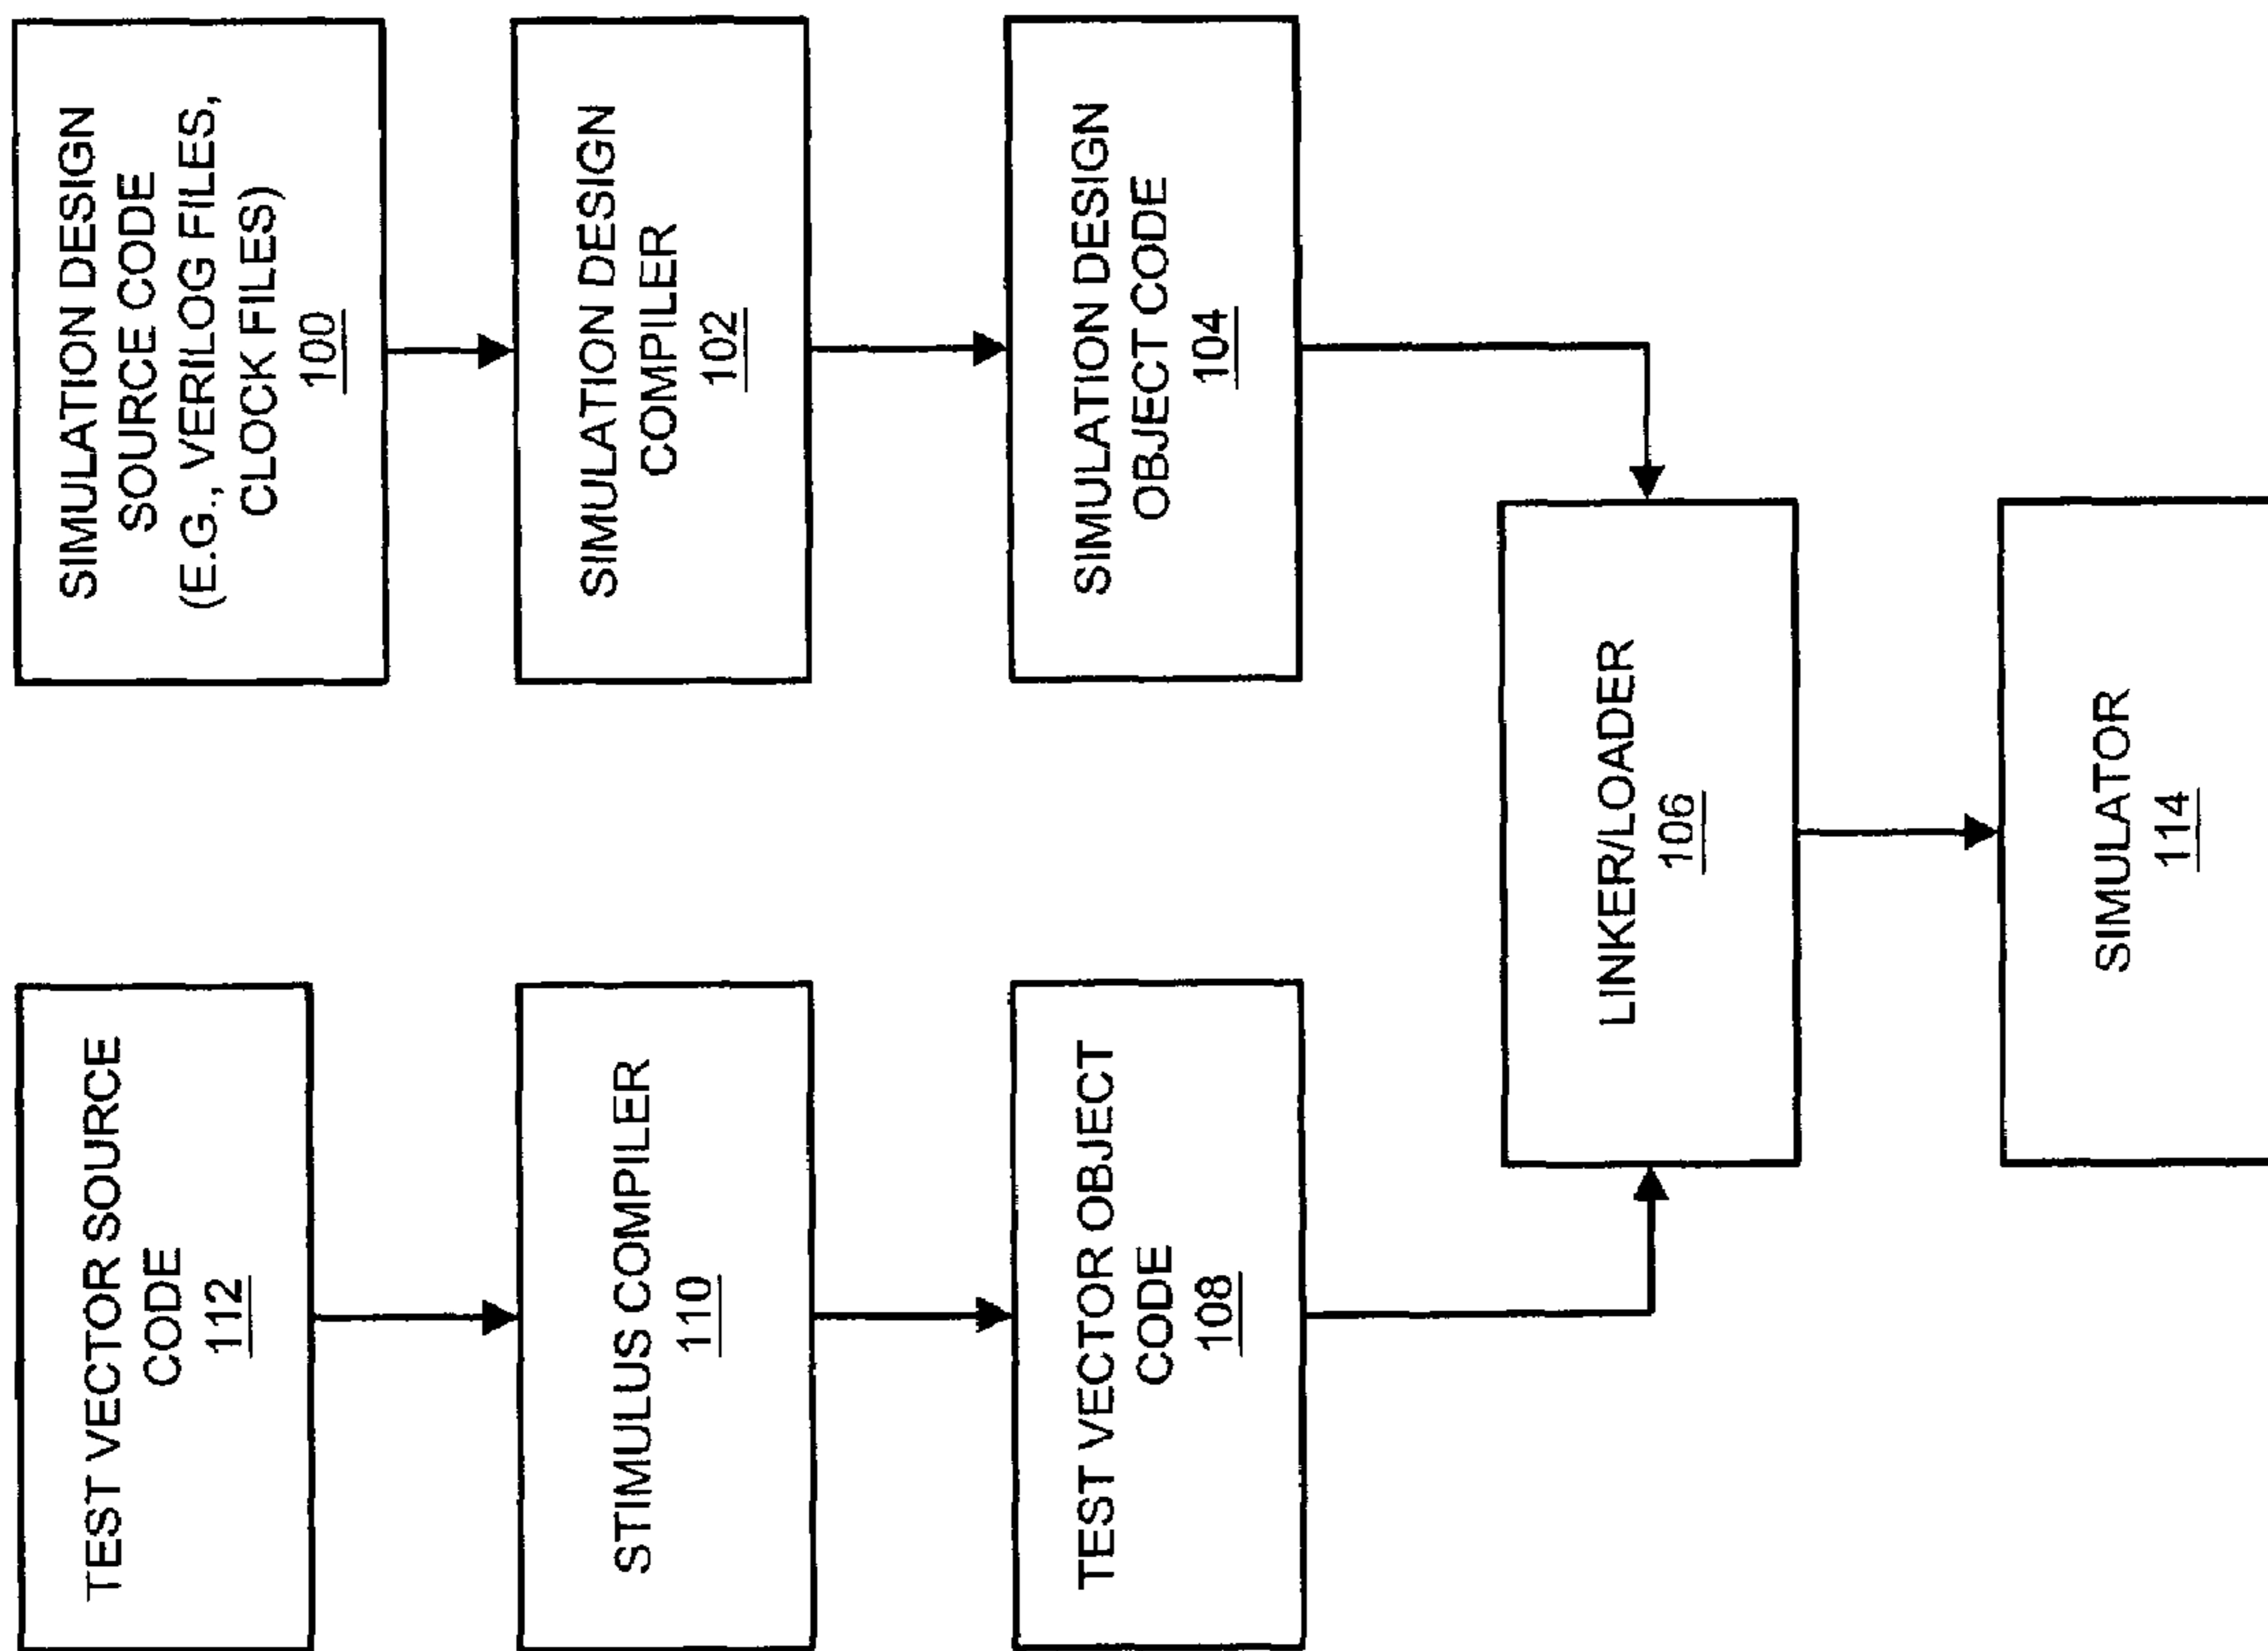 SIMULATION DESIGN
SOURCE CODE
(E.G., VERILOG FILES,
CLOCK FILES)
100
SIMULATION DESIGN
COMPILER
102
SIMULATION DESIGN
OBJECT CODE
104
TEST VECTOR SOURCE
CODE
112
STIMULUS COMPILER
110
TEST VECTOR OBJECT
CODE
108
LINKER/LOADER
106
SIMULATOR
114